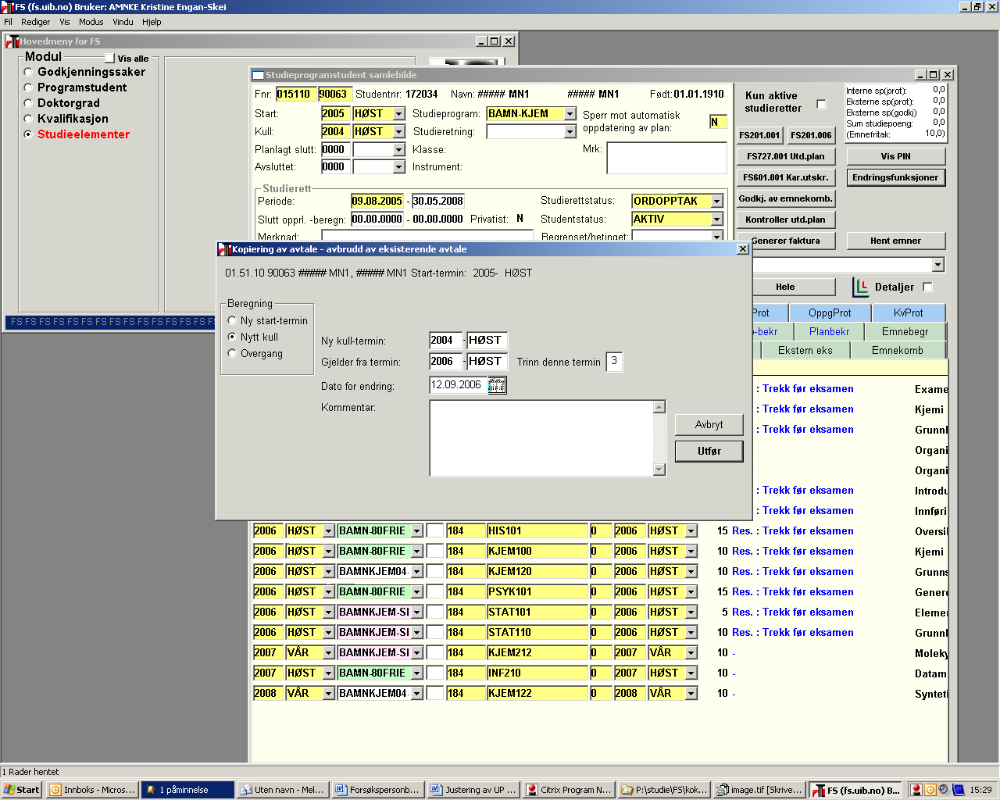 FS (fs.uib.no) Bruker: AMNKE Kristine Engan-Skei
Fil Rediger Vis Modus Vindu Hjelp
Hovedmeny for FS
Modul
Vis alle
Godkjenningssaker
Programstudent
Doktorgrad
Kvalifikasjon
Studieelementer
FS FS FS FS FS FS FS FS FS FS FS FS FS FS FS
Studieprogramstudent samlebilde
Fnr: 015110 90063 Studentnr: 172034 Navn: ##### MN1 ##### MN1 Født: 01.01.1910
Start: 2005 HØST Studieprogram: BAMN-KJEM Sperr mot automatisk oppdatering av plan: N
Kull: 2004 HØST Studieretning:
Planlagt slutt: 0000 Klasse: Mrk:
Avsluttet: 0000 Instrument:
Studierett
Periode: 09.08.2005 - 30.05.2008 Studierettstatus: ORDOPPTAK
Slutt opprl. -beregn: 00.00.0000 - 00.00.0000 Privatist: N Studentstatus: AKTIV
Merknad: Begrenset/betinget:
Kun aktive studieretter
FS201.001 FS201.006
FS727.001 Utd.plan
FS601.001 Kar.utskr.
Godkj. av emnekomb.
Kontroller utd.plan
Generer faktura
Interne sp(prot): 0,0
Eksterne sp(prot): 0,0
Eksterne sp(godkj) 0,0
Sum studiepoeng: 0,0
(Emnefritak: 10,0)
Vis PIN
Endringsfunksjoner
Hent emner
Hele Detaljer
Prot OppgProt KvProt
-bekr Planbekr Emnebegr
Ekstern eks Emnekomb
Kopiering av avtale - avbrudd av eksisterende avtale
01.51.10 90063 ##### MN1, ##### MN1 Start-termin: 2005- HØST
Beregning
Ny start-termin
Nytt kull
Overgang
Ny kull-termin: 2004 - HØST
Gjelder fra termin: 2006 - HØST Trinn denne termin 3
Dato for endring: 12.09.2006
Kommentar:
Avbryt
Utfør
: Trekk før eksamen Exame
: Trekk før eksamen Kjemi
: Trekk før eksamen Grunnl
Organi
Organi
: Trekk før eksamen Introdu
: Trekk før eksamen Innføri
2006 HØST BAMN-80FRIE 184 HIS101 0 2006 HØST 15 Res. : Trekk før eksamen Oversil
2006 HØST BAMN-80FRIE 184 KJEM100 0 2006 HØST 10 Res. : Trekk før eksamen Kjemi
2006 HØST BAMNKJEM04- 184 KJEM120 0 2006 HØST 10 Res. : Trekk før eksamen Grunns
2006 HØST BAMN-80FRIE 184 PSYK101 0 2006 HØST 15 Res. : Trekk før eksamen Genere
2006 HØST BAMNKJEM-SI 184 STAT101 0 2006 HØST 5 Res. : Trekk før eksamen Elemen
2006 HØST BAMNKJEM-SI 184 STAT110 0 2006 HØST 10 Res. : Trekk før eksamen Grunnl
2007 VÅR BAMNKJEM-SI 184 KJEM212 0 2007 VÅR 10 - Moleky
2007 HØST BAMN-80FRIE 184 INF210 0 2007 HØST 10 - Datam
2008 VÅR BAMNKJEM04- 184 KJEM122 0 2008 VÅR 10 - Synteti
1 Rader hentet
Start Innboks - Micros... 1 påminnelse Uten navn - Mel... Forsøkspersonb... Justering av UP ... Citrix Program N... P:\studie\FS\kok... image.tif [Skrive... FS (fs.uib.no) B... 15:29